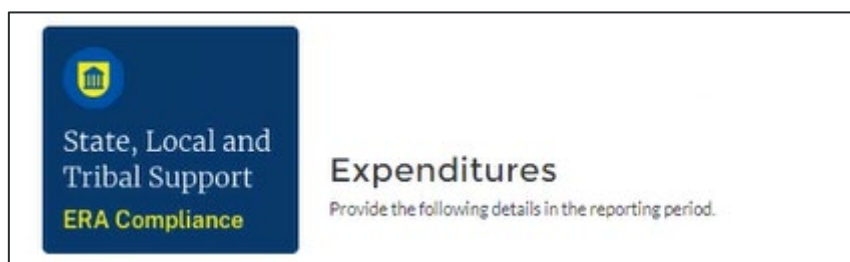 State, Local and
Tribal Support
ERA Compliance
Expenditures
Provide the following details in the reporting period.